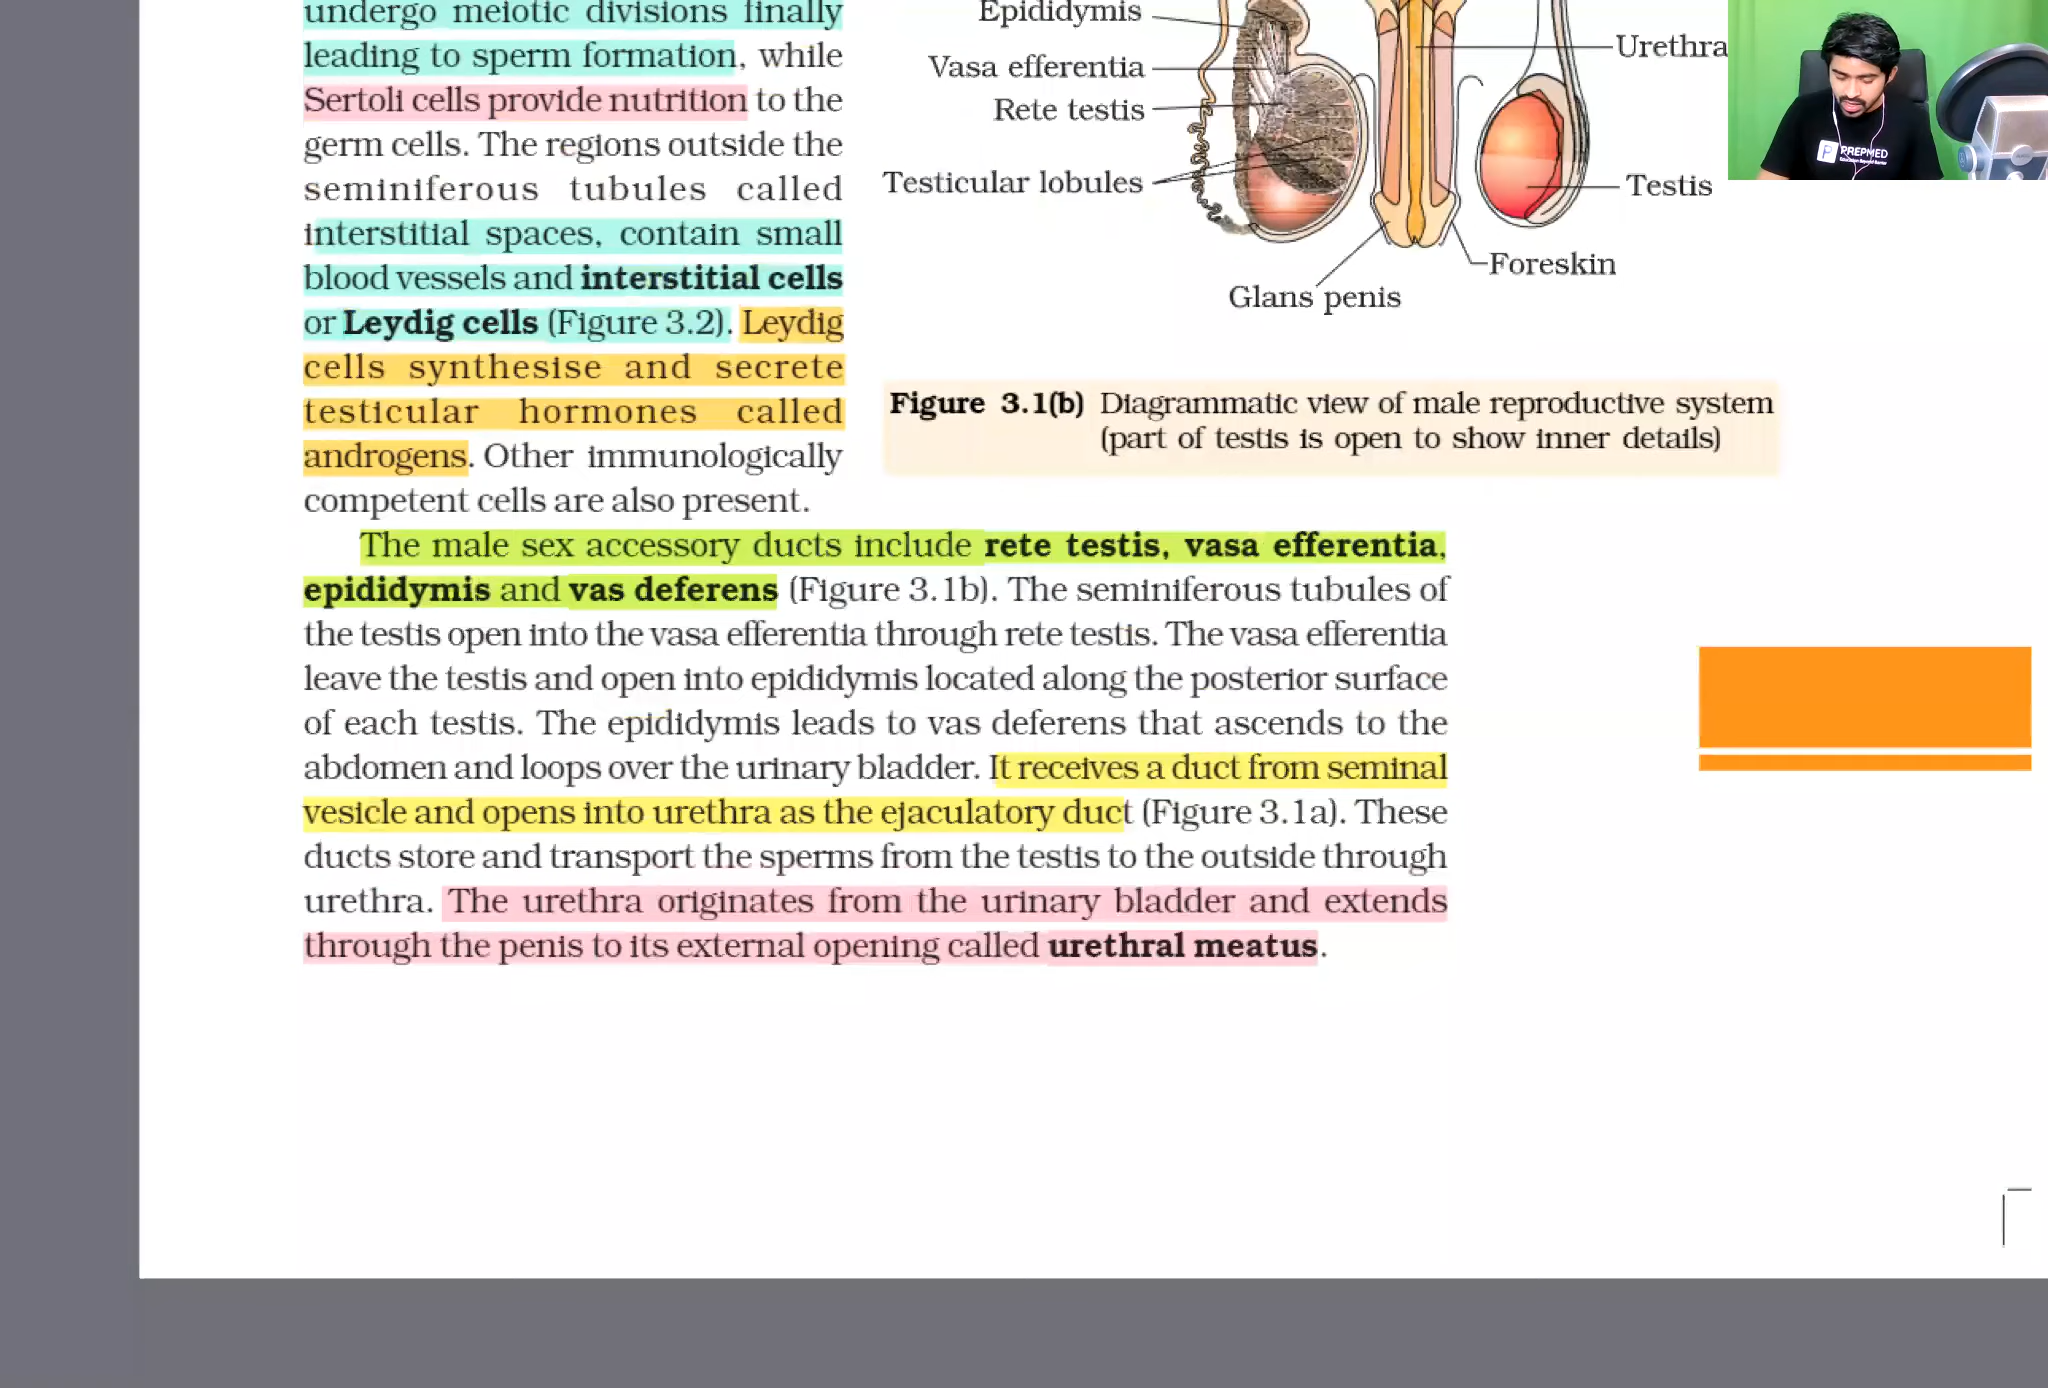 undergo meiotic divisions finally
leading to sperm formation, while
Sertoli cells provide nutrition to the
germ cells. The regions outside the
seminiferous tubules called
interstitial spaces, contain small
blood vessels and interstitial cells
or Leydig cells (Figure 3.2). Leydig
cells synthesise and secrete
testicular hormones called
androgens. Other immunologically
competent cells are also present.
Epididymis
Vasa efferentia
Rete testis
Testicular lobules
Urethra
Testis
Foreskin
Glans penis
PREPMED
Figure 3.1(b) Diagrammatic view of male reproductive system
(part of testis is open to show inner details)
The male sex accessory ducts include rete testis, vasa efferentia,
epididymis and vas deferens (Figure 3.1b). The seminiferous tubules of
the testis open into the vasa efferentia through rete testis. The vasa efferentia
leave the testis and open into epididymis located along the posterior surface
of each testis. The epididymis leads to vas deferens that ascends to the
abdomen and loops over the urinary bladder. It receives a duct from seminal
vesicle and opens into urethra as the ejaculatory duct (Figure 3.1a). These
ducts store and transport the sperms from the testis to the outside through
urethra. The urethra originates from the urinary bladder and extends
through the penis to its external opening called urethral meatus.